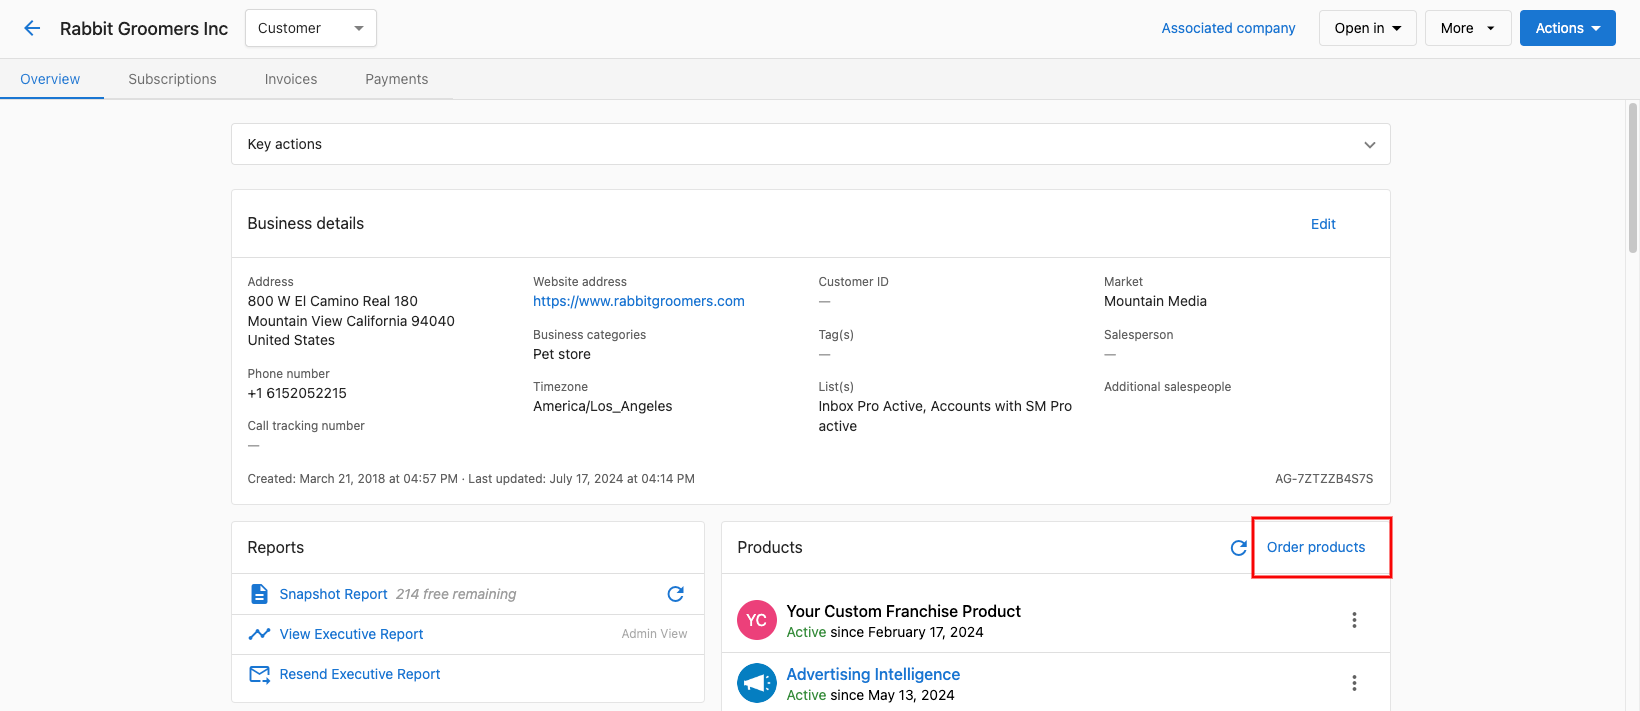 Rabbit Groomers Inc
Customer
Associated company
Open in
More
Actions
Overview
Subscriptions
Invoices
Payments
Key actions
Business details
Edit
Address
800 W El Camino Real 180
Mountain View California 94040
United States
Phone number
+1 6152052215
Call tracking number
—
Website address
https://www.rabbitgroomers.com
Business categories
Pet store
Timezone
America/Los_Angeles
Customer ID
—
Tag(s)
—
List(s)
Inbox Pro Active, Accounts with SM Pro
active
Market
Mountain Media
Salesperson
—
Additional salespeople
Created: March 21, 2018 at 04:57 PM · Last updated: July 17, 2024 at 04:14 PM
AG-7ZTZZB4S7S
Reports
Snapshot Report 214 free remaining
View Executive Report
Admin View
Resend Executive Report
Products
Order products
YC
Your Custom Franchise Product
Active since February 17, 2024
Advertising Intelligence
Active since May 13, 2024